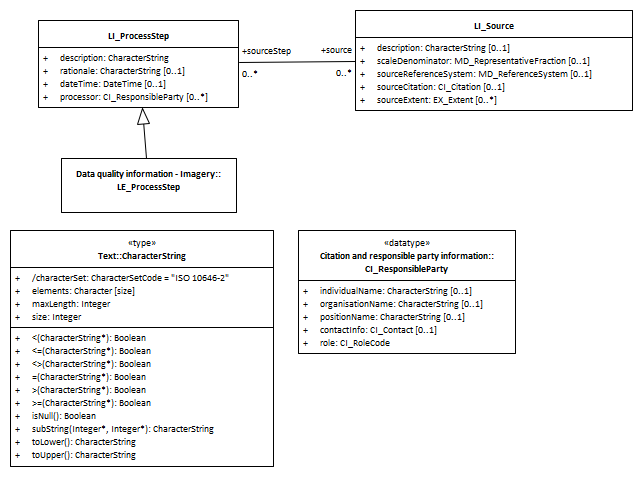 LI_ProcessStep
+ description: CharacterString
+ rationale: CharacterString [0..1]
+ dateTime: DateTime [0..1]
+ processor: CI_ResponsibleParty [0..*]
+sourceStep +source
0..* 0..*
LI_Source
+ description: CharacterString [0..1]
+ scaleDenominator: MD_RepresentativeFraction [0..1]
+ sourceReferenceSystem: MD_ReferenceSystem [0..1]
+ sourceCitation: CI_Citation [0..1]
+ sourceExtent: EX_Extent [0..*]
Data quality information - Imagery::
LE_ProcessStep
«type»
Text::CharacterString
+ /characterSet: CharacterSetCode = "ISO 10646-2"
+ elements: Character [size]
+ maxLength: Integer
+ size: Integer
+ <(CharacterString*): Boolean
+ <=(CharacterString*): Boolean
+ <>(CharacterString*): Boolean
+ =(CharacterString*): Boolean
+ >(CharacterString*): Boolean
+ >=(CharacterString*): Boolean
+ isNull(): Boolean
+ subString(Integer*, Integer*): CharacterString
+ toLower(): CharacterString
+ toUpper(): CharacterString
«datatype»
Citation and responsible party information::
CI_ResponsibleParty
+ individualName: CharacterString [0..1]
+ organisationName: CharacterString [0..1]
+ positionName: CharacterString [0..1]
+ contactInfo: CI_Contact [0..1]
+ role: CI_RoleCode